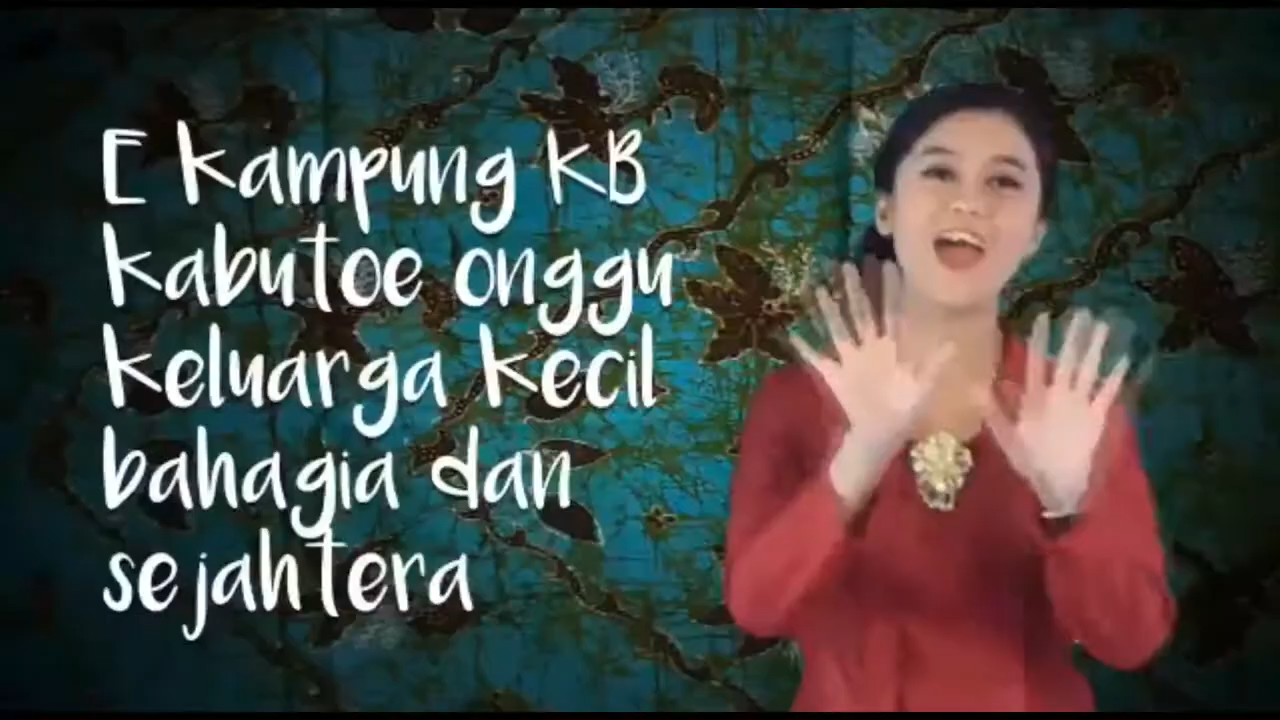 E Kampung KB
kabutoe onggu
keluarga kecil
bahagia dan
sejahtera